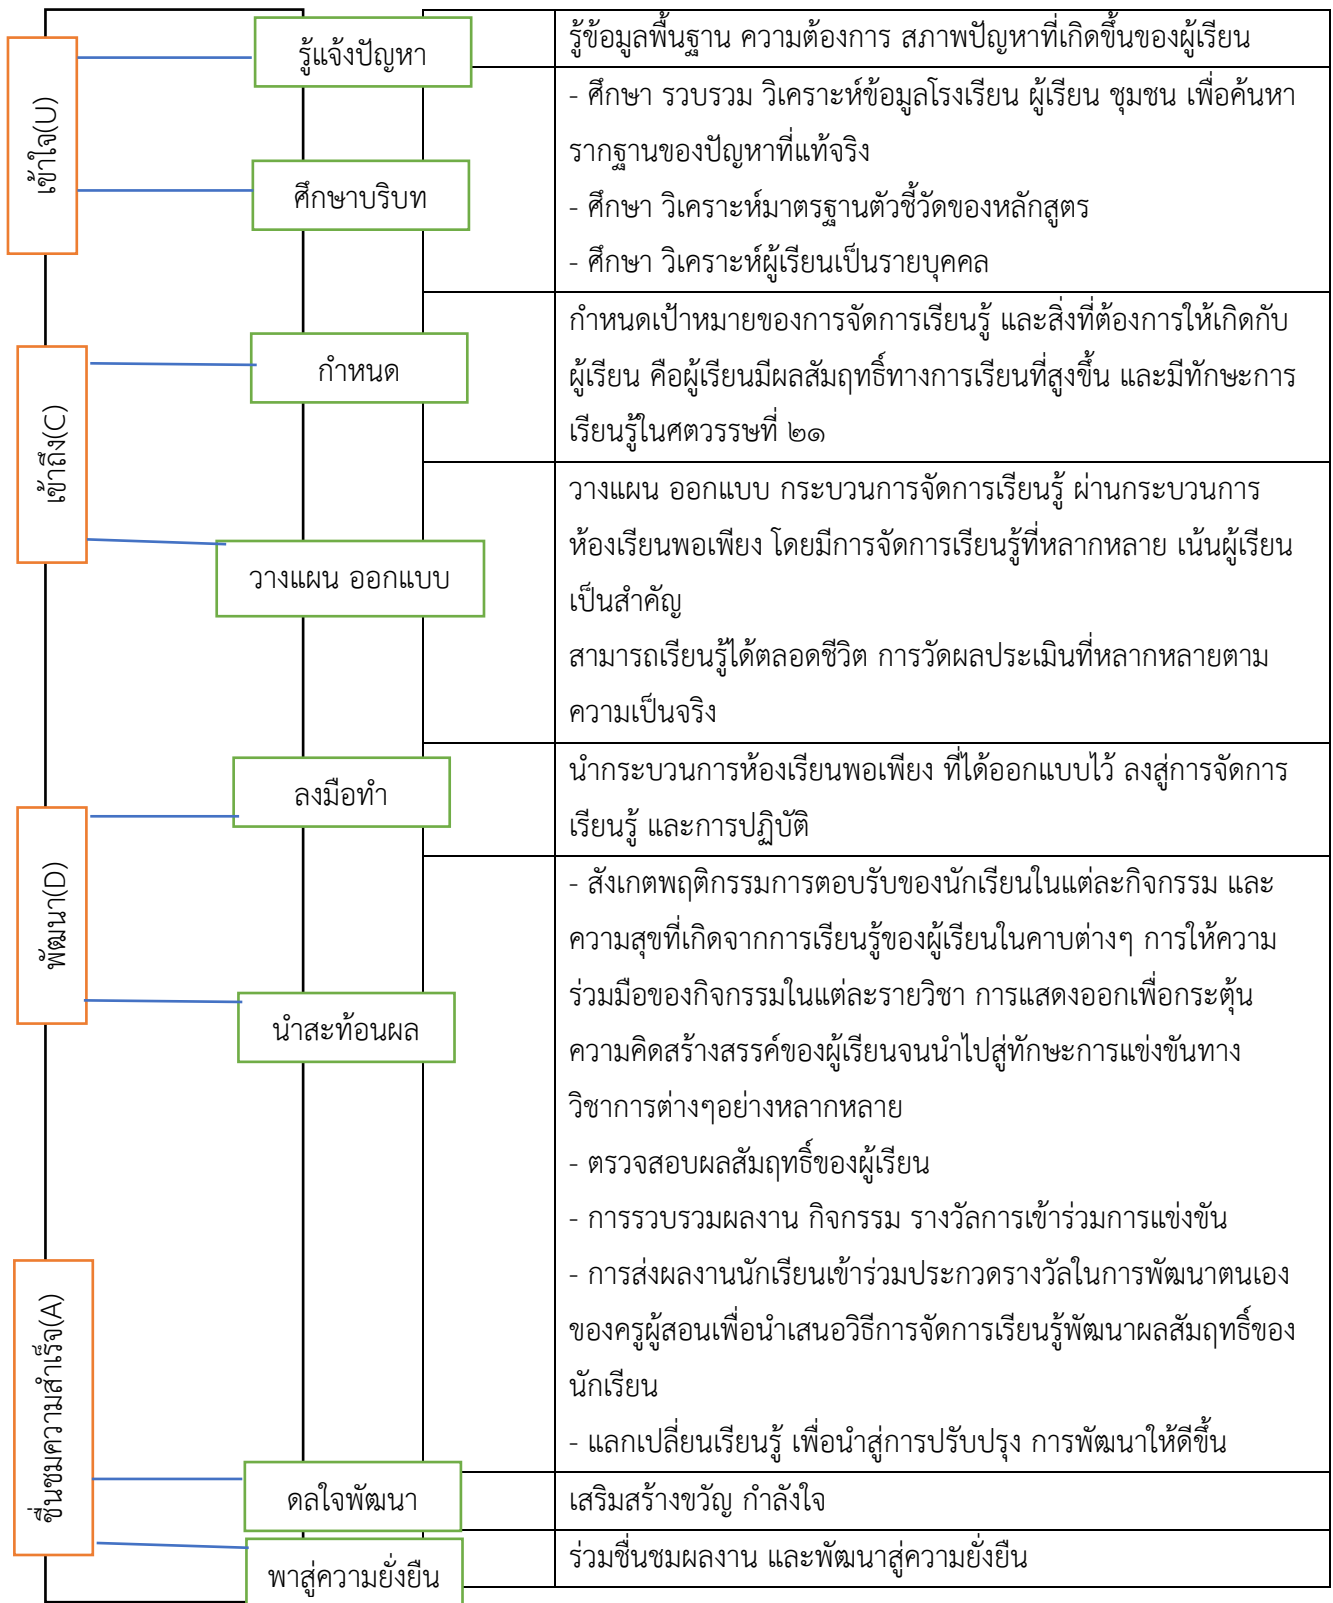 เข้าใจ(U)
รู้แจ้งปัญหา
รู้ข้อมูลพื้นฐาน ความต้องการ สภาพปัญหาที่เกิดขึ้นของผู้เรียน
ศึกษาบริบท
- ศึกษา รวบรวม วิเคราะห์ข้อมูลโรงเรียน ผู้เรียน ชุมชน เพื่อค้นหา
รากฐานของปัญหาที่แท้จริง
- ศึกษา วิเคราะห์มาตรฐานตัวชี้วัดของหลักสูตร
- ศึกษา วิเคราะห์ผู้เรียนเป็นรายบุคคล
เข้าถึง(C)
กำหนด
กำหนดเป้าหมายของการจัดการเรียนรู้ และสิ่งที่ต้องการให้เกิดกับ
ผู้เรียน คือผู้เรียนมีผลสัมฤทธิ์ทางการเรียนที่สูงขึ้น และมีทักษะการ
เรียนรู้ในศตวรรษที่ ๒๑
วางแผน ออกแบบ
วางแผน ออกแบบ กระบวนการจัดการเรียนรู้ ผ่านกระบวนการ
ห้องเรียนพอเพียง โดยมีการจัดการเรียนรู้ที่หลากหลาย เน้นผู้เรียน
เป็นสำคัญ
สามารถเรียนรู้ได้ตลอดชีวิต การวัดผลประเมินที่หลากหลายตาม
ความเป็นจริง
พัฒนา(D)
ลงมือทำ
นำกระบวนการห้องเรียนพอเพียง ที่ได้ออกแบบไว้ ลงสู่การจัดการ
เรียนรู้ และการปฏิบัติ
นำสะท้อนผล
- สังเกตพฤติกรรมการตอบรับของนักเรียนในแต่ละกิจกรรม และ
ความสุขที่เกิดจากการเรียนรู้ของผู้เรียนในคาบต่างๆ การให้ความ
ร่วมมือของกิจกรรมในแต่ละรายวิชา การแสดงออกเพื่อกระตุ้น
ความคิดสร้างสรรค์ของผู้เรียนจนนำไปสู่ทักษะการแข่งขันทาง
วิชาการต่างๆอย่างหลากหลาย
- ตรวจสอบผลสัมฤทธิ์ของผู้เรียน
- การรวบรวมผลงาน กิจกรรม รางวัลการเข้าร่วมการแข่งขัน
- การส่งผลงานนักเรียนเข้าร่วมประกวดรางวัลในการพัฒนาตนเอง
ของครูผู้สอนเพื่อนำเสนอวิธีการจัดการเรียนรู้พัฒนาผลสัมฤทธิ์ของ
นักเรียน
- แลกเปลี่ยนเรียนรู้ เพื่อนำสู่การปรับปรุง การพัฒนาให้ดีขึ้น
ชื่นชมความสำเร็จ(A)
ดลใจพัฒนา
เสริมสร้างขวัญ กำลังใจ
พาสู่ความยั่งยืน
ร่วมชื่นชมผลงาน และพัฒนาสู่ความยั่งยืน